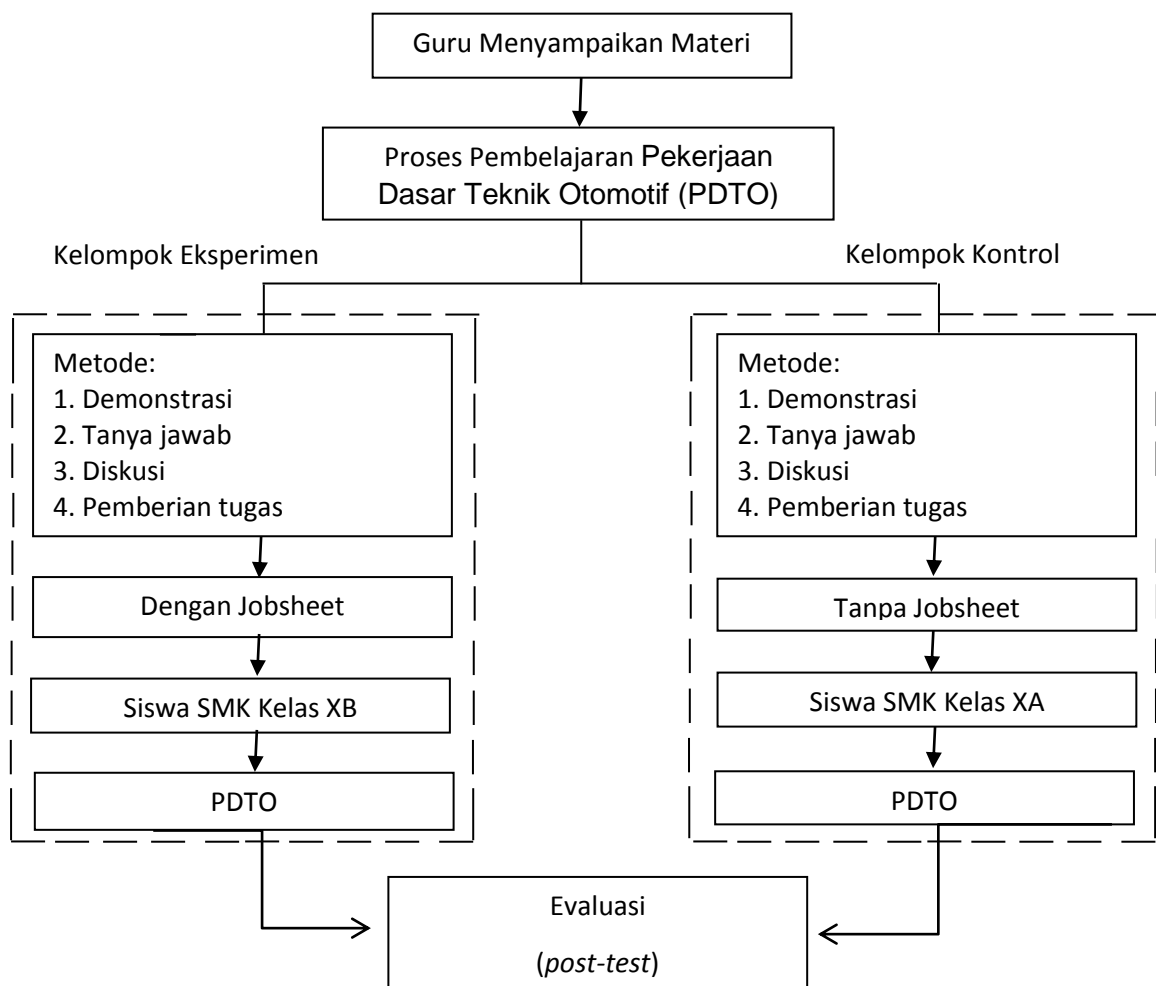 Guru Menyampaikan Materi
Proses Pembelajaran Pekerjaan
Dasar Teknik Otomotif (PDTO)
Kelompok Eksperimen
Kelompok Kontrol
Metode:
1. Demonstrasi
2. Tanya jawab
3. Diskusi
4. Pemberian tugas
Dengan Jobsheet
Siswa SMK Kelas XB
PDTO
Metode:
1. Demonstrasi
2. Tanya jawab
3. Diskusi
4. Pemberian tugas
Tanpa Jobsheet
Siswa SMK Kelas XA
PDTO
Evaluasi
(post-test)